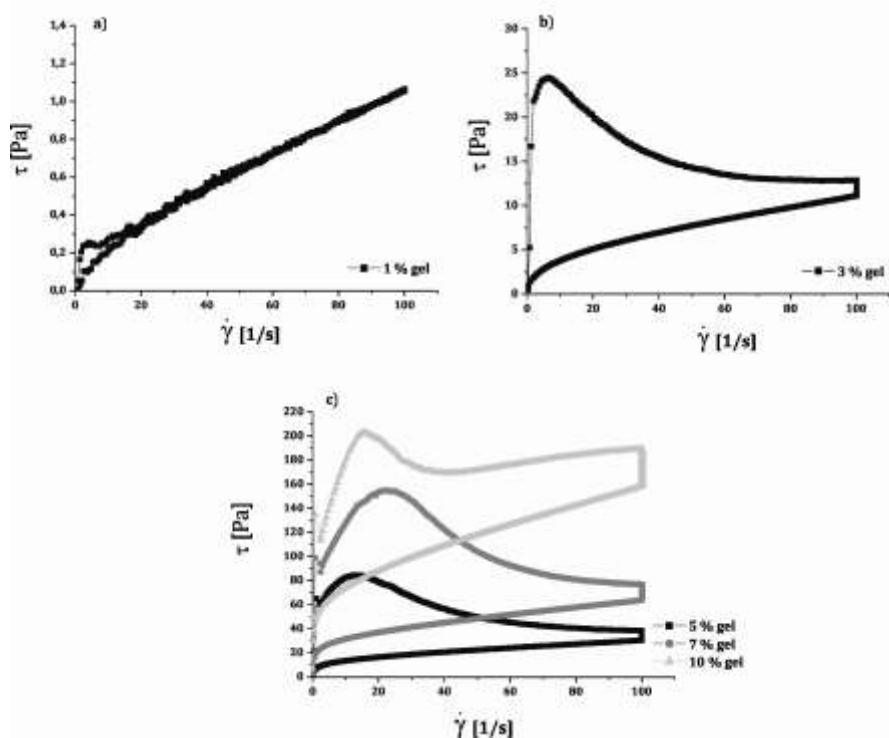 a)
1,4
1,2
1,0
0,8
0,6
0,4
0,2
0,0
τ [Pa]
0 20 40 60 80 100
γ̇ [1/s]
1 % gel
b)
30
25
20
15
10
5
0
τ [Pa]
0 20 40 60 80 100
γ̇ [1/s]
3 % gel
c)
220
200
180
160
140
120
100
80
60
40
20
0
τ [Pa]
0 20 40 60 80 100
γ̇ [1/s]
5 % gel
7 % gel
10 % gel